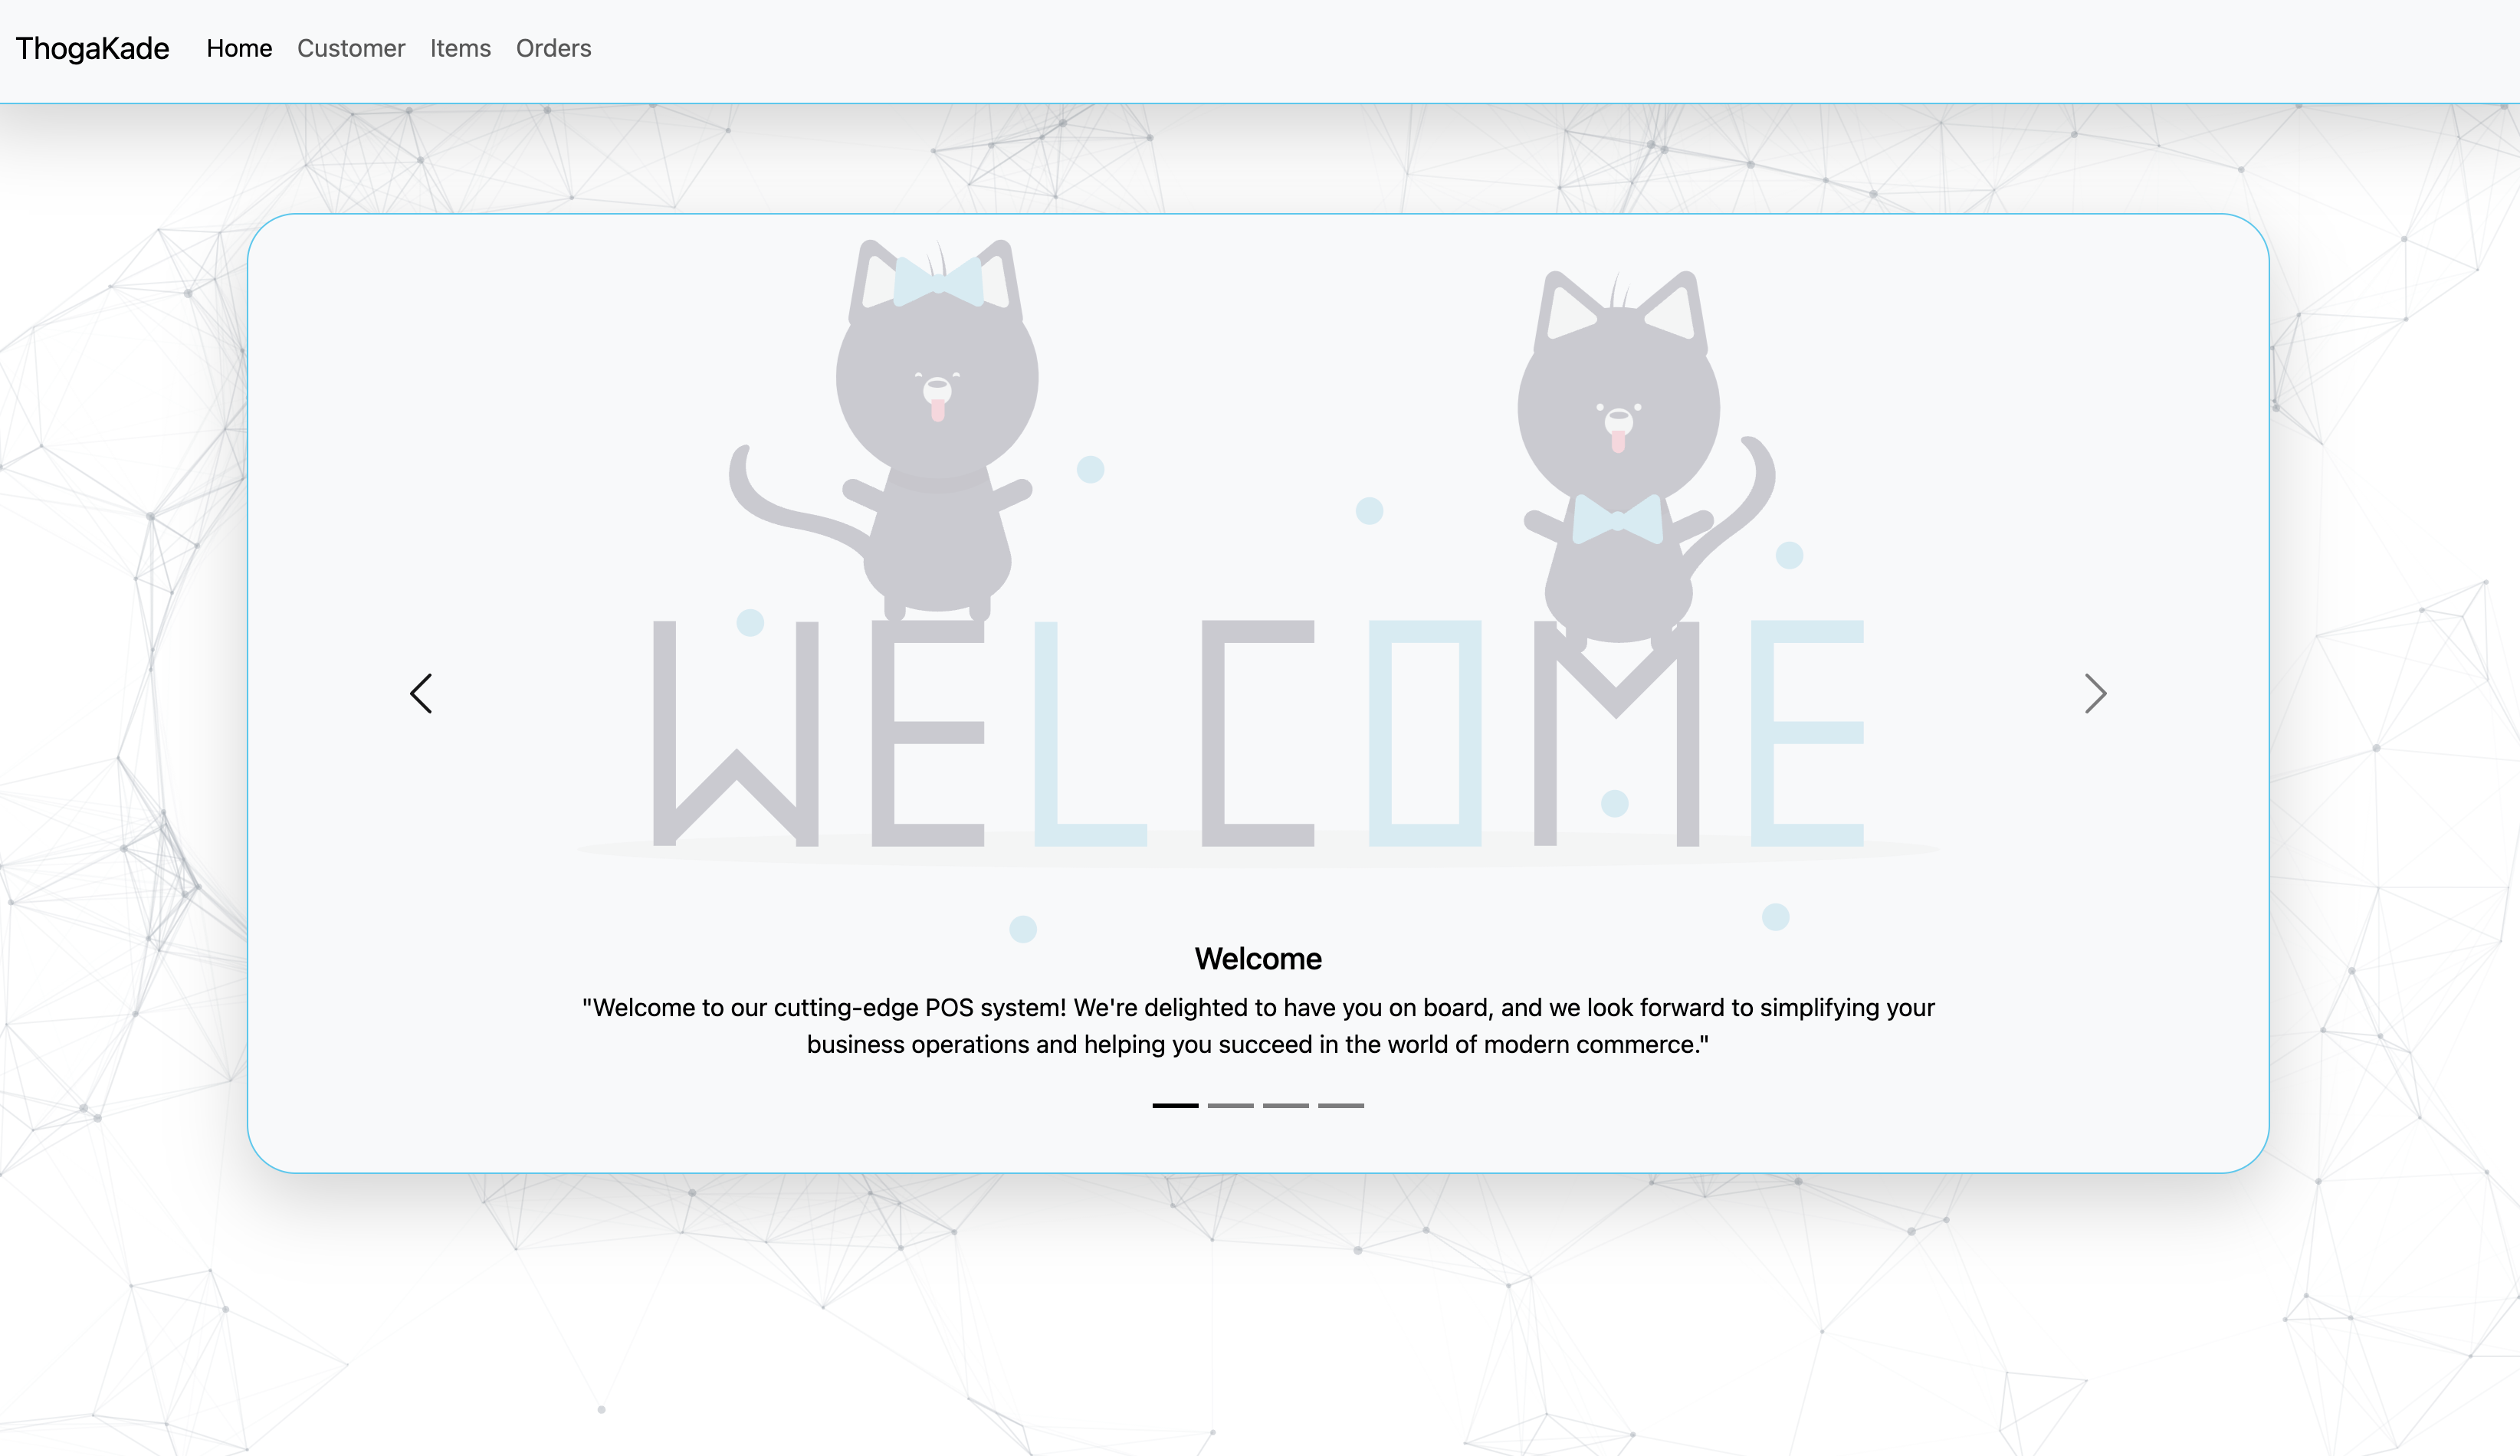 ThogaKade Home Customer Items Orders
WELCOME
Welcome
"Welcome to our cutting-edge POS system! We're delighted to have you on board, and we look forward to simplifying your
business operations and helping you succeed in the world of modern commerce."